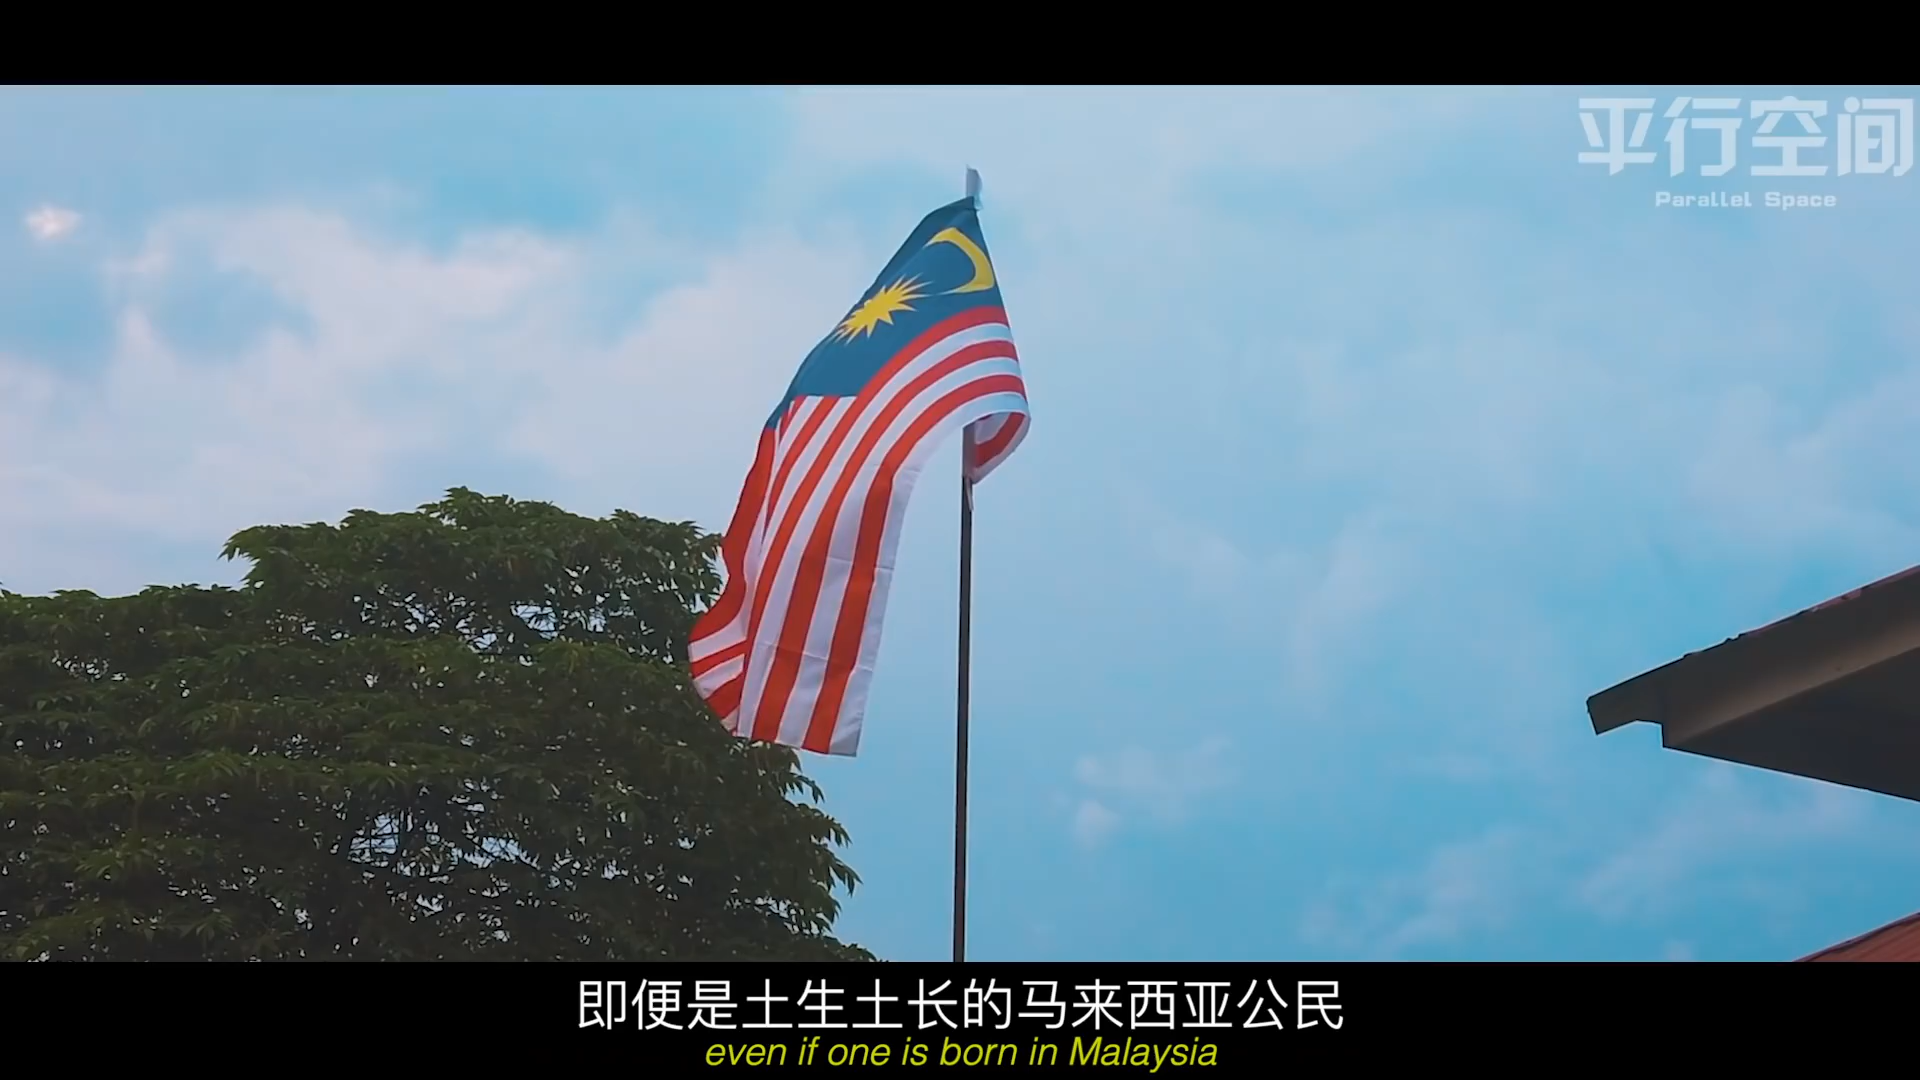 平行空间
Parallel Space
即便是土生土长的马来西亚公民
even if one is born in Malaysia